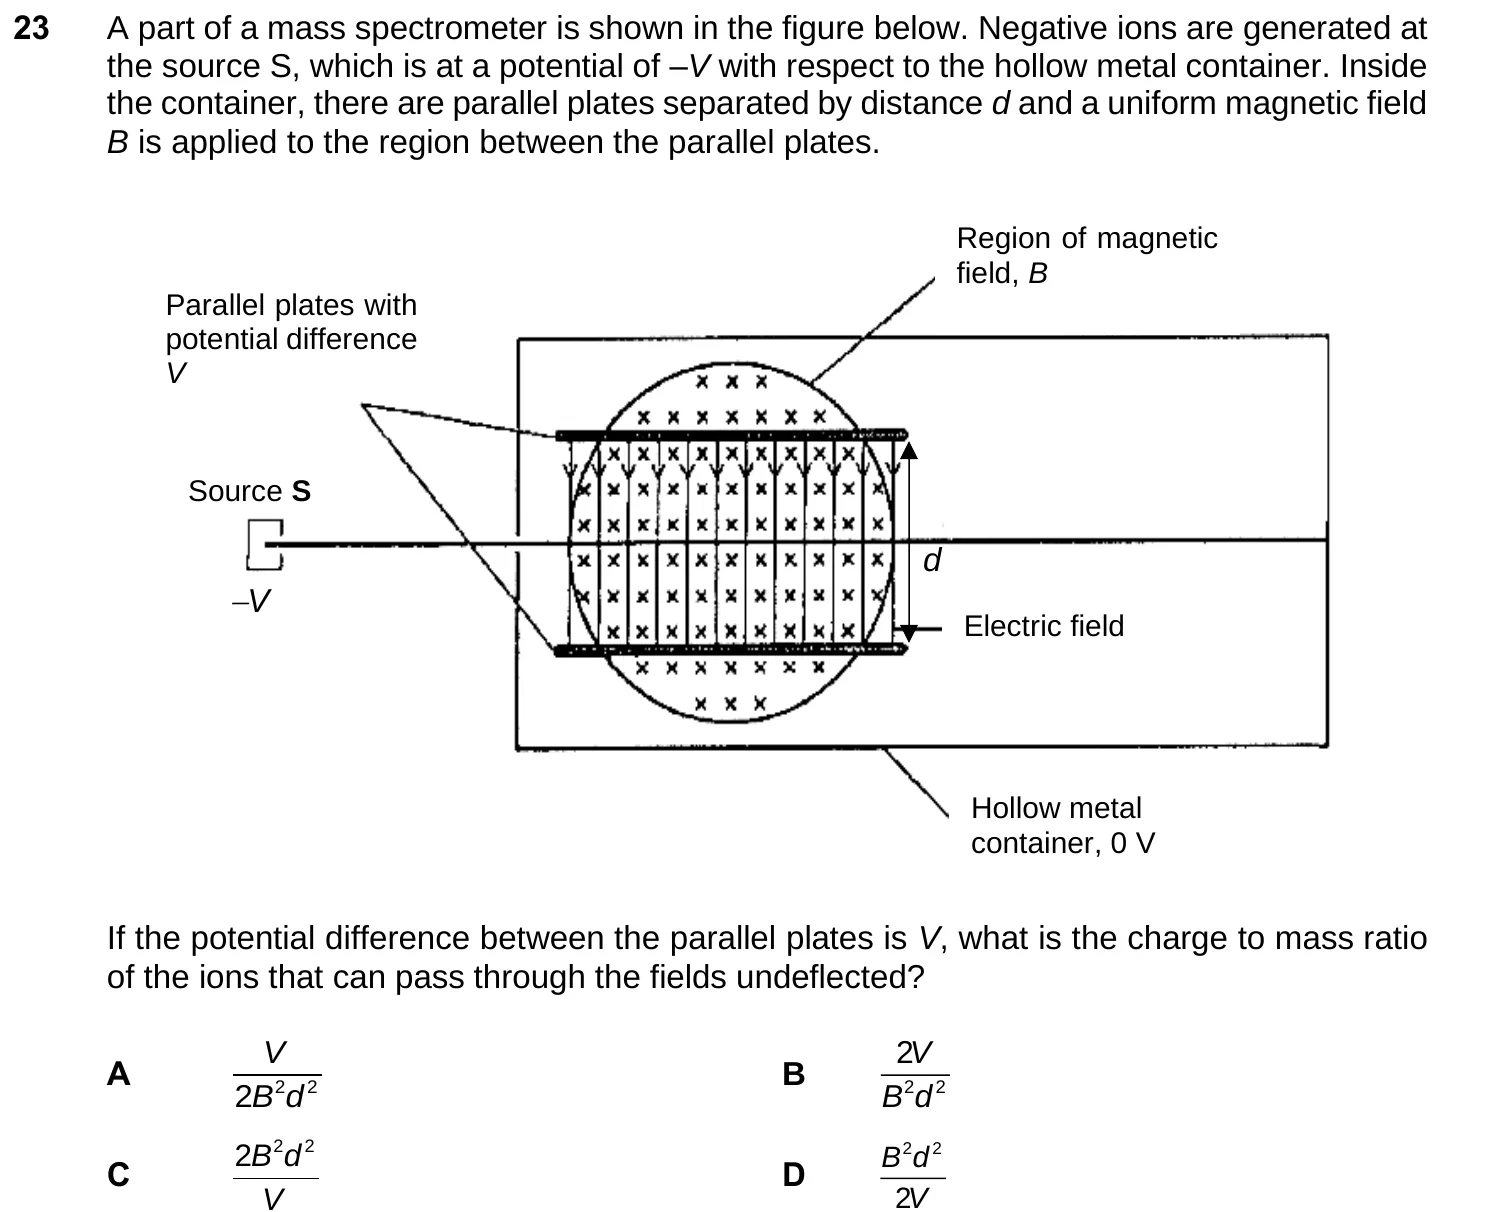 23 A part of a mass spectrometer is shown in the figure below. Negative ions are generated at
the source S, which is at a potential of –V with respect to the hollow metal container. Inside
the container, there are parallel plates separated by distance d and a uniform magnetic field
B is applied to the region between the parallel plates.
Region of magnetic
field, B
Parallel plates with
potential difference
V
Source S
–V
d
Electric field
Hollow metal
container, 0 V
If the potential difference between the parallel plates is V, what is the charge to mass ratio
of the ions that can pass through the fields undeflected?
A V / 2B²d²
B 2V / B²d²
C 2B²d² / V
D B²d² / 2V